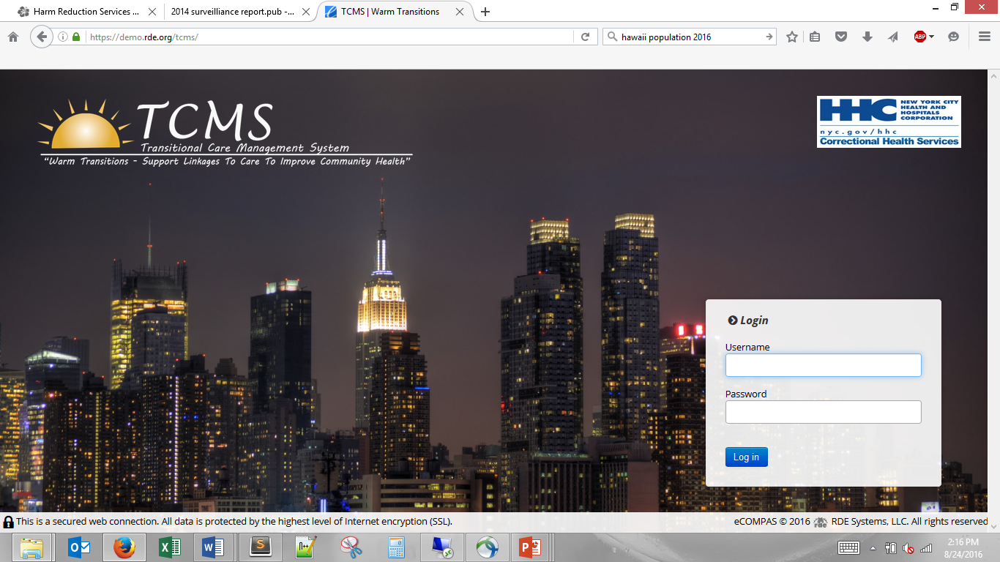 Harm Reduction Services ...
2014 surveilliance report.pub -...
TCMS | Warm Transitions
https://demo.rde.org/tcms/
hawaii population 2016
ABP
TCMS
Transitional Care Management System
“Warm Transitions - Support Linkages To Care To Improve Community Health”
HHC
NEW YORK CITY
HEALTH AND
HOSPITALS
CORPORATION
nyc.gov/hhc
Correctional Health Services
Login
Username
Password
Log in
This is a secured web connection. All data is protected by the highest level of Internet encryption (SSL).
eCOMPAS © 2016 RDE Systems, LLC. All rights reserved
2:16 PM
8/24/2016